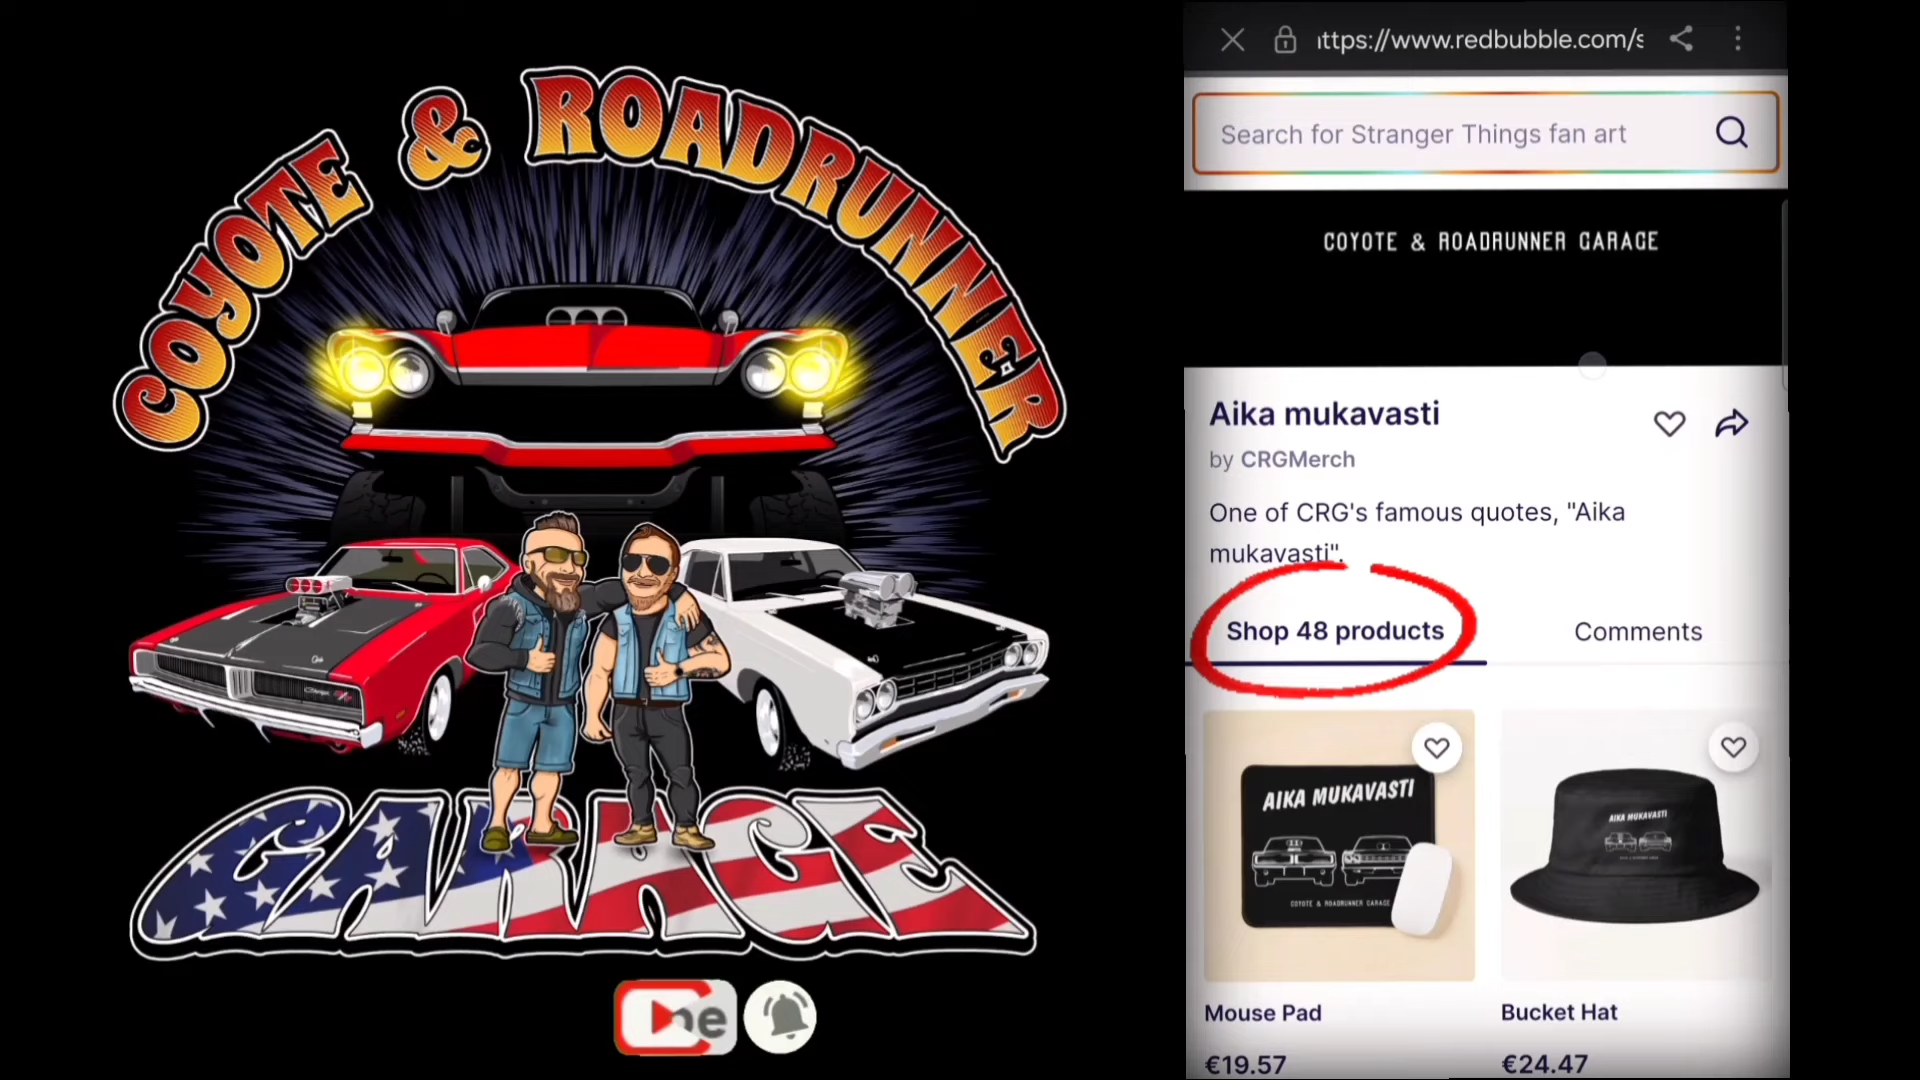 COYOTE & ROADRUNNER
GARAGE
https://www.redbubble.com/s
Search for Stranger Things fan art
COYOTE & ROADRUNNER GARAGE
Aika mukavasti
by CRGMerch
One of CRG's famous quotes, "Aika
mukavasti".
Shop 48 products
Comments
AIKA MUKAVASTI
COYOTE & ROADRUNNER GARAGE
AIKA MUKAVASTI
Mouse Pad
Bucket Hat
€19.57
€24.47